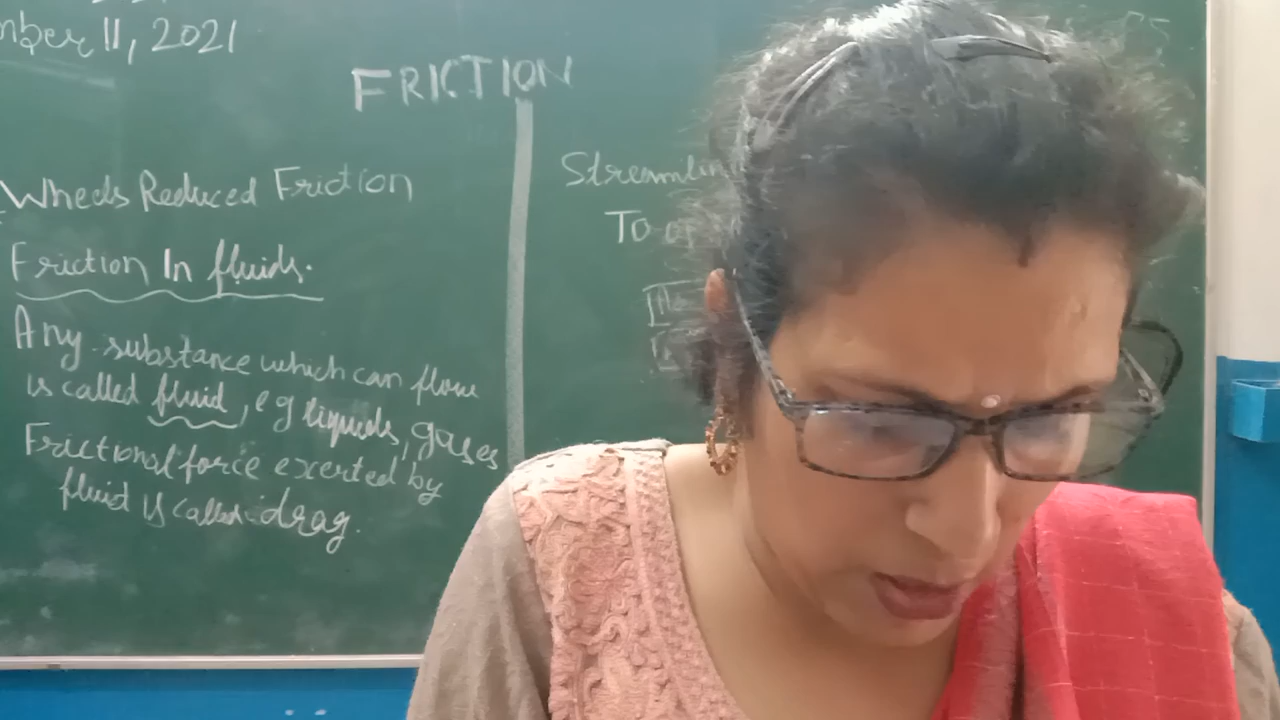 11, 2021
FRICTION
Wheels Reduced Friction
Friction In fluids.
Any substance which can flow
is called fluid, eg liquids, gases
Frictional force exerted by
fluid is called drag.
To